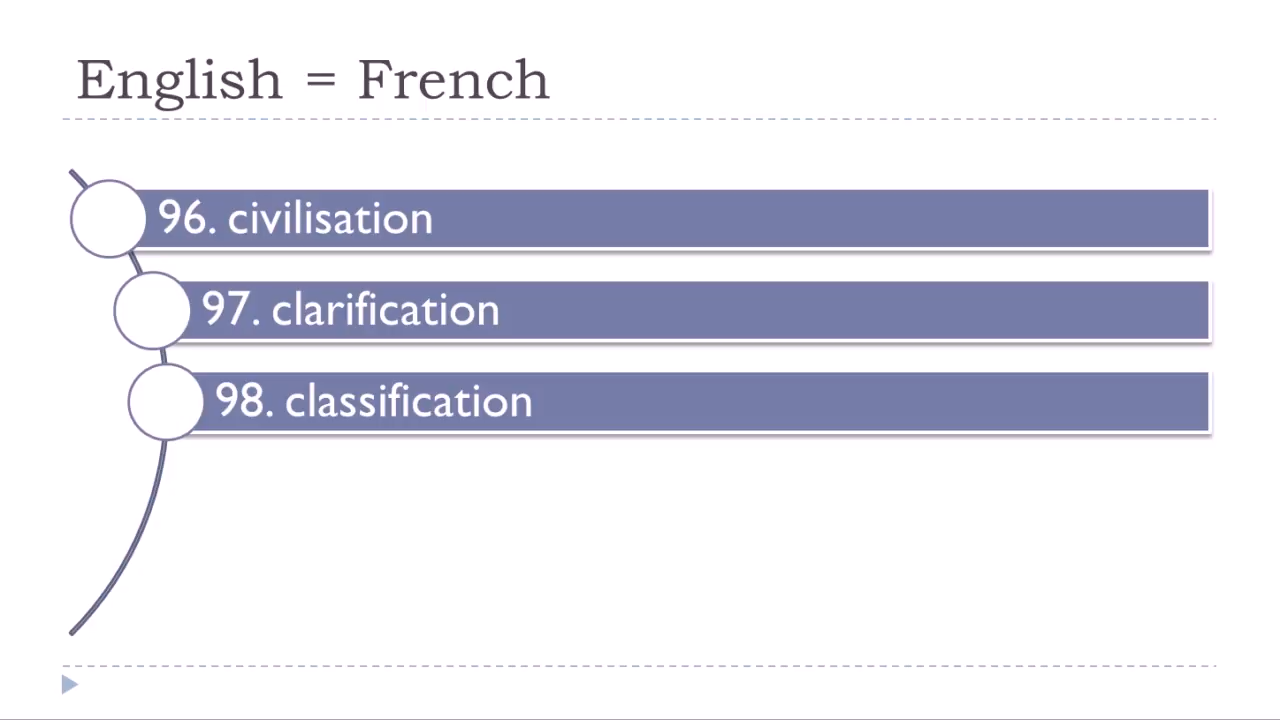 English = French
96. civilisation
97. clarification
98. classification